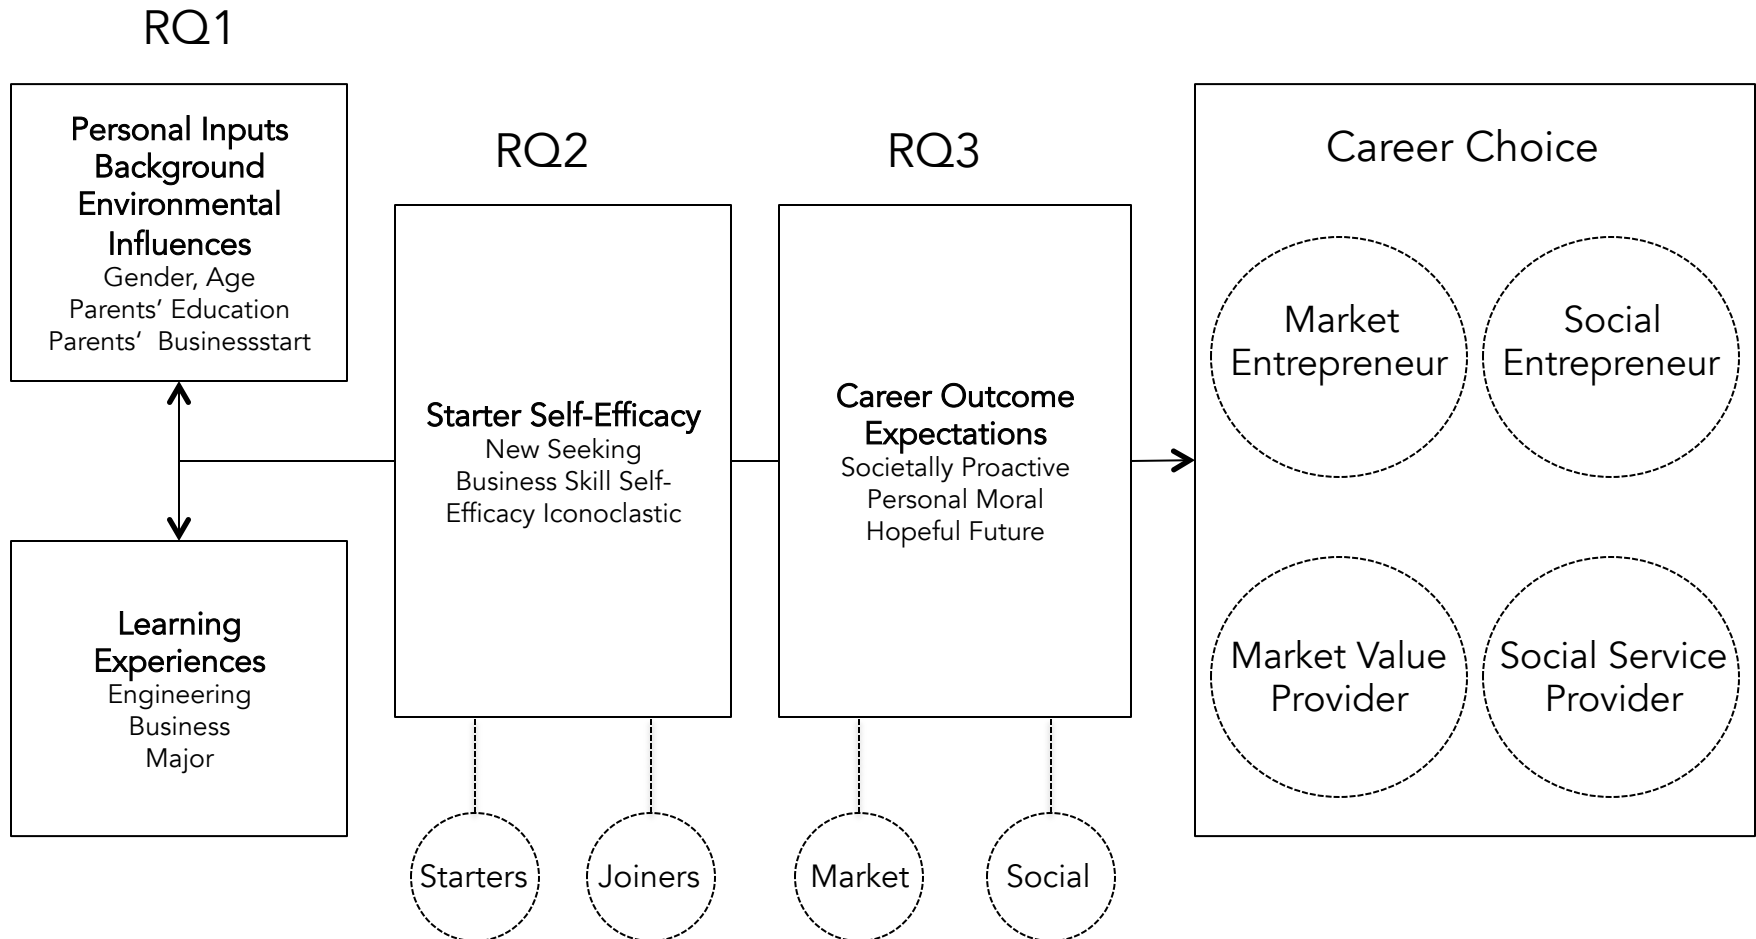 RQ1
Personal Inputs
Background
Environmental
Influences
Gender, Age
Parents’ Education
Parents’ Businessstart
Learning
Experiences
Engineering
Business
Major
RQ2
Starter Self-Efficacy
New Seeking
Business Skill Self-
Efficacy Iconoclastic
Starters
Joiners
RQ3
Career Outcome
Expectations
Societally Proactive
Personal Moral
Hopeful Future
Market
Social
Career Choice
Market
Entrepreneur
Social
Entrepreneur
Market Value
Provider
Social Service
Provider